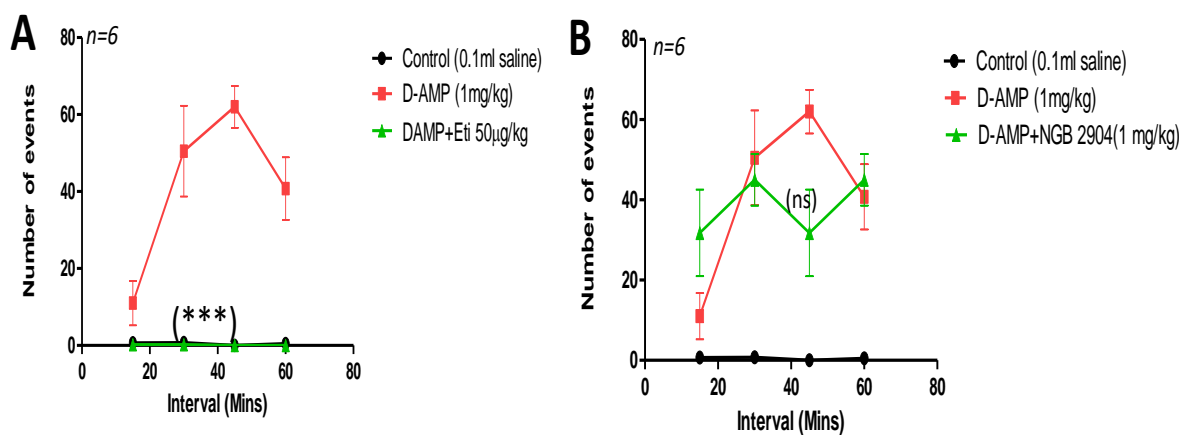 A
n=6
Control (0.1ml saline)
D-AMP (1mg/kg)
DAMP+Eti 50µg/kg
Number of events
80
60
40
20
0
(***)
0 20 40 60 80
Interval (Mins)
B
n=6
Control (0.1ml saline)
D-AMP (1mg/kg)
D-AMP+NGB 2904(1 mg/kg)
Number of events
80
60
40
20
0
(ns)
0 20 40 60 80
Interval (Mins)